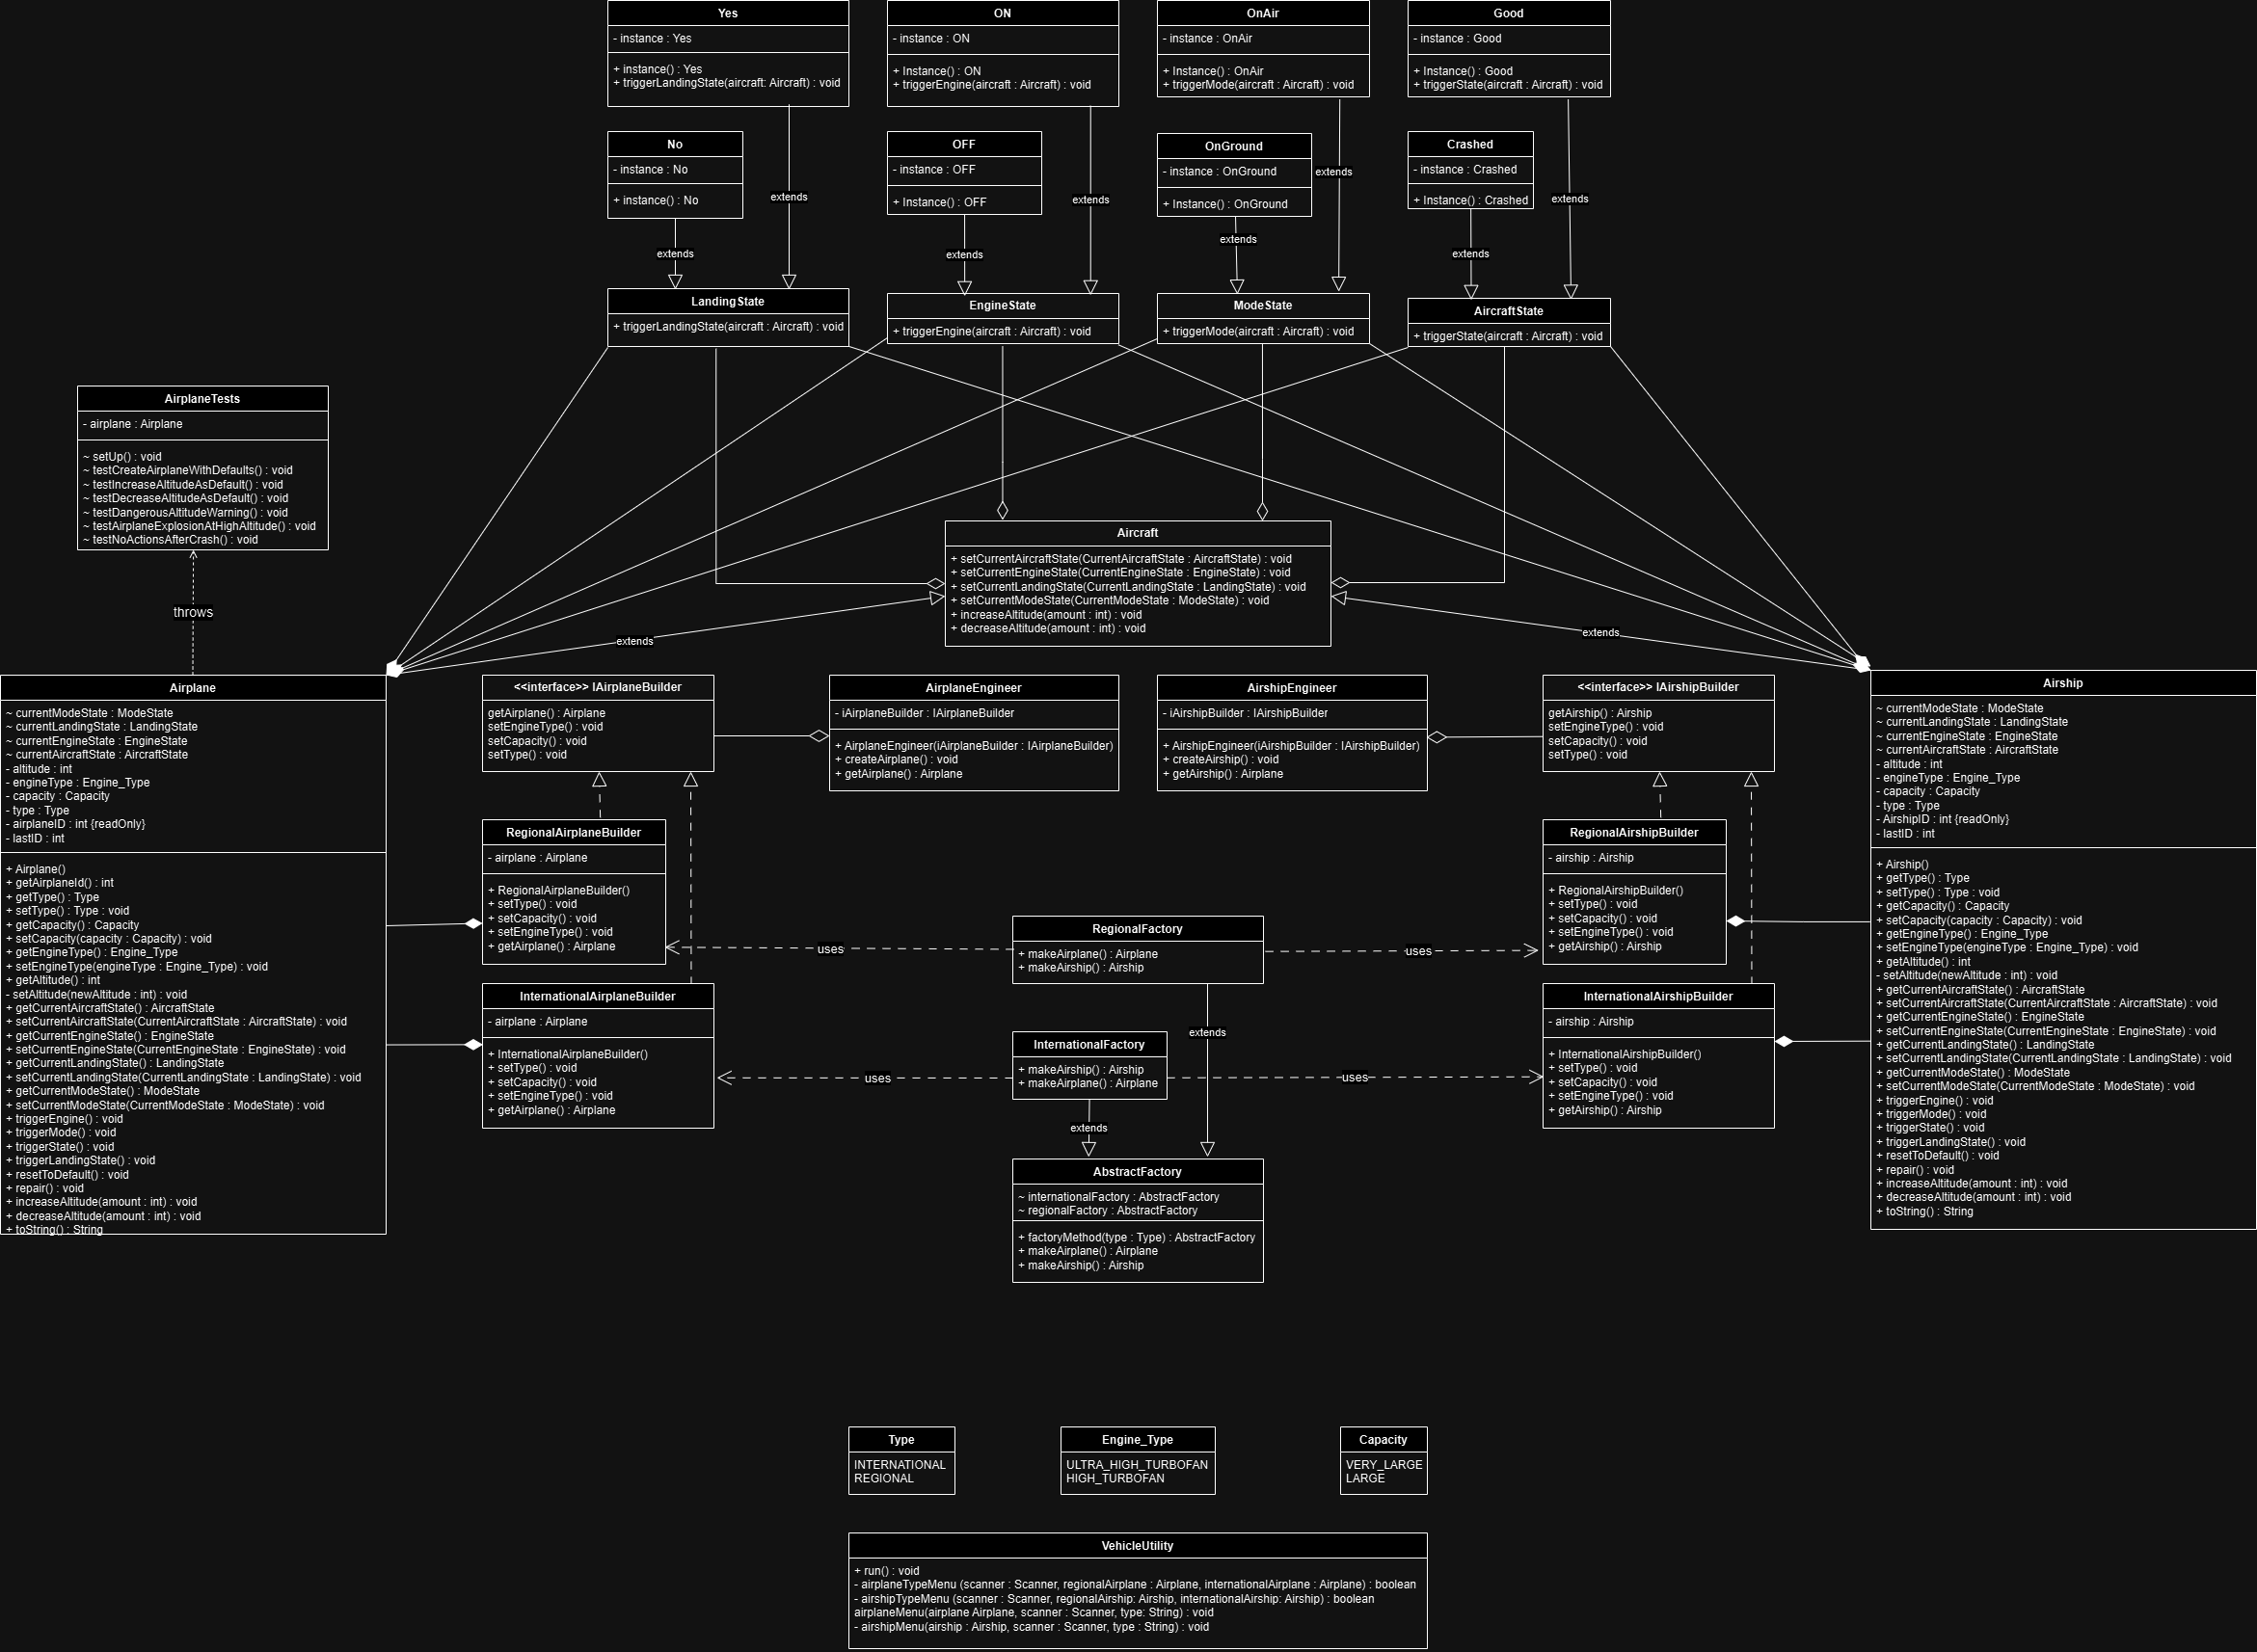 Yes
- instance : Yes
+ instance() : Yes
+ triggerLandingState(aircraft: Aircraft) : void
ON
- instance : ON
+ Instance() : ON
+ triggerEngine(aircraft : Aircraft) : void
OnAir
- instance : OnAir
+ Instance() : OnAir
+ triggerMode(aircraft : Aircraft) : void
Good
- instance : Good
+ Instance() : Good
+ triggerState(aircraft : Aircraft) : void
No
- instance : No
+ instance() : No
OFF
- instance : OFF
+ Instance() : OFF
OnGround
- instance : OnGround
+ Instance() : OnGround
Crashed
- instance : Crashed
+ Instance() : Crashed
extends
extends
extends
extends
extends
extends
extends
extends
LandingState
+ triggerLandingState(aircraft : Aircraft) : void
EngineState
+ triggerEngine(aircraft : Aircraft) : void
ModeState
+ triggerMode(aircraft : Aircraft) : void
AircraftState
+ triggerState(aircraft : Aircraft) : void
AirplaneTests
- airplane : Airplane
~ setUp() : void
~ testCreateAirplaneWithDefaults() : void
~ testIncreaseAltitudeAsDefault() : void
~ testDecreaseAltitudeAsDefault() : void
~ testDangerousAltitudeWarning() : void
~ testAirplaneExplosionAtHighAltitude() : void
~ testNoActionsAfterCrash() : void
throws
Aircraft
+ setCurrentAircraftState(CurrentAircraftState : AircraftState) : void
+ setCurrentEngineState(CurrentEngineState : EngineState) : void
+ setCurrentLandingState(CurrentLandingState : LandingState) : void
+ setCurrentModeState(CurrentModeState : ModeState) : void
+ increaseAltitude(amount : int) : void
+ decreaseAltitude(amount : int) : void
extends
extends
Airplane
~ currentModeState : ModeState
~ currentLandingState : LandingState
~ currentEngineState : EngineState
~ currentAircraftState : AircraftState
- altitude : int
- engineType : Engine_Type
- capacity : Capacity
- type : Type
- airplaneID : int {readOnly}
- lastID : int
+ Airplane()
+ getAirplaneId() : int
+ getType() : Type
+ setType() : Type : void
+ getCapacity() : Capacity
+ setCapacity(capacity : Capacity) : void
+ getEngineType() : Engine_Type
+ setEngineType(engineType : Engine_Type) : void
+ getAltitude() : int
- setAltitude(newAltitude : int) : void
+ getCurrentAircraftState() : AircraftState
+ setCurrentAircraftState(CurrentAircraftState : AircraftState) : void
+ getCurrentEngineState() : EngineState
+ setCurrentEngineState(CurrentEngineState : EngineState) : void
+ getCurrentLandingState() : LandingState
+ setCurrentLandingState(CurrentLandingState : LandingState) : void
+ getCurrentModeState() : ModeState
+ setCurrentModeState(CurrentModeState : ModeState) : void
+ triggerEngine() : void
+ triggerMode() : void
+ triggerState() : void
+ triggerLandingState() : void
+ resetToDefault() : void
+ repair() : void
+ increaseAltitude(amount : int) : void
+ decreaseAltitude(amount : int) : void
+ toString() : String
<<interface>> IAirplaneBuilder
getAirplane() : Airplane
setEngineType() : void
setCapacity() : void
setType() : void
AirplaneEngineer
- iAirplaneBuilder : IAirplaneBuilder
+ AirplaneEngineer(iAirplaneBuilder : IAirplaneBuilder)
+ createAirplane() : void
+ getAirplane() : Airplane
AirshipEngineer
- iAirshipBuilder : IAirshipBuilder
+ AirshipEngineer(iAirshipBuilder : IAirshipBuilder)
+ createAirship() : void
+ getAirship() : Airplane
<<interface>> IAirshipBuilder
getAirship() : Airship
setEngineType() : void
setCapacity() : void
setType() : void
Airship
~ currentModeState : ModeState
~ currentLandingState : LandingState
~ currentEngineState : EngineState
~ currentAircraftState : AircraftState
- altitude : int
- engineType : Engine_Type
- capacity : Capacity
- type : Type
- AirshipID : int {readOnly}
- lastID : int
+ Airship()
+ getType() : Type
+ setType() : Type : void
+ getCapacity() : Capacity
+ setCapacity(capacity : Capacity) : void
+ getEngineType() : Engine_Type
+ setEngineType(engineType : Engine_Type) : void
+ getAltitude() : int
- setAltitude(newAltitude : int) : void
+ getCurrentAircraftState() : AircraftState
+ setCurrentAircraftState(CurrentAircraftState : AircraftState) : void
+ getCurrentEngineState() : EngineState
+ setCurrentEngineState(CurrentEngineState : EngineState) : void
+ getCurrentLandingState() : LandingState
+ setCurrentLandingState(CurrentLandingState : LandingState) : void
+ getCurrentModeState() : ModeState
+ setCurrentModeState(CurrentModeState : ModeState) : void
+ triggerEngine() : void
+ triggerMode() : void
+ triggerState() : void
+ triggerLandingState() : void
+ resetToDefault() : void
+ repair() : void
+ increaseAltitude(amount : int) : void
+ decreaseAltitude(amount : int) : void
+ toString() : String
RegionalAirplaneBuilder
- airplane : Airplane
+ RegionalAirplaneBuilder()
+ setType() : void
+ setCapacity() : void
+ setEngineType() : void
+ getAirplane() : Airplane
RegionalAirshipBuilder
- airship : Airship
+ RegionalAirshipBuilder()
+ setType() : void
+ setCapacity() : void
+ setEngineType() : void
+ getAirship() : Airship
uses
RegionalFactory
+ makeAirplane() : Airplane
+ makeAirship() : Airship
uses
InternationalAirplaneBuilder
- airplane : Airplane
+ InternationalAirplaneBuilder()
+ setType() : void
+ setCapacity() : void
+ setEngineType() : void
+ getAirplane() : Airplane
InternationalAirshipBuilder
- airship : Airship
+ InternationalAirshipBuilder()
+ setType() : void
+ setCapacity() : void
+ setEngineType() : void
+ getAirship() : Airship
extends
uses
InternationalFactory
+ makeAirship() : Airship
+ makeAirplane() : Airplane
uses
extends
AbstractFactory
~ internationalFactory : AbstractFactory
~ regionalFactory : AbstractFactory
+ factoryMethod(type : Type) : AbstractFactory
+ makeAirplane() : Airplane
+ makeAirship() : Airship
Type
INTERNATIONAL
REGIONAL
Engine_Type
ULTRA_HIGH_TURBOFAN
HIGH_TURBOFAN
Capacity
VERY_LARGE
LARGE
VehicleUtility
+ run() : void
- airplaneTypeMenu (scanner : Scanner, regionalAirplane : Airplane, internationalAirplane : Airplane) : boolean
- airshipTypeMenu (scanner : Scanner, regionalAirship: Airship, internationalAirship: Airship) : boolean
airplaneMenu(airplane Airplane, scanner : Scanner, type: String) : void
- airshipMenu(airship : Airship, scanner : Scanner, type : String) : void